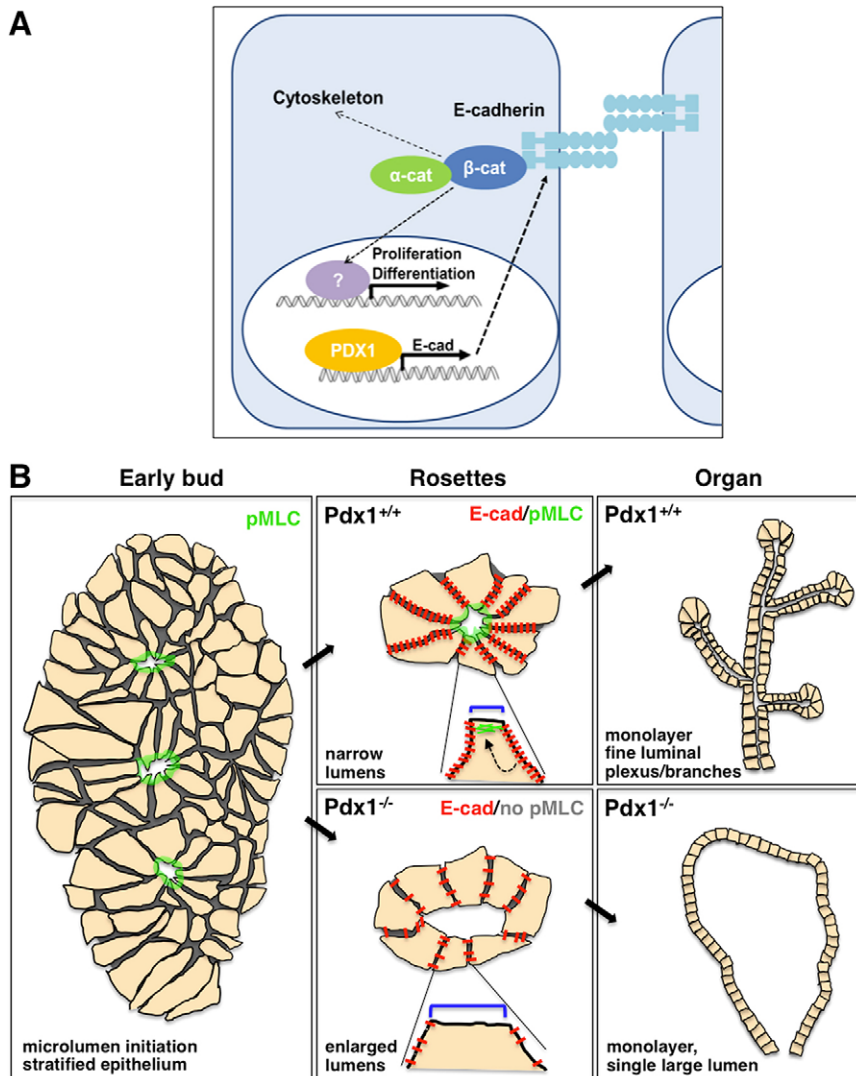 A
Cytoskeleton
E-cadherin
α-cat
β-cat
?
Proliferation
Differentiation
PDX1
E-cad
B
Early bud
Rosettes
Organ
pMLC
microlumen initiation
stratified epithelium
Pdx1+/+
E-cad/pMLC
narrow
lumens
Pdx1+/+
monolayer
fine luminal
plexus/branches
Pdx1-/-
E-cad/no pMLC
enlarged
lumens
Pdx1-/-
monolayer,
single large lumen